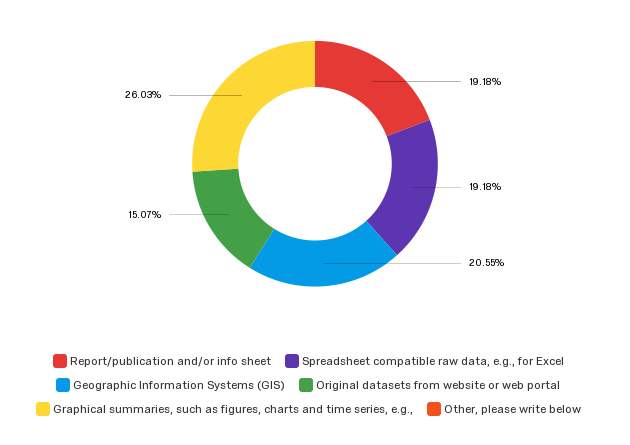 19.18%
26.03%
19.18%
15.07%
20.55%
Report/publication and/or info sheet Spreadsheet compatible raw data, e.g., for Excel
Geographic Information Systems (GIS) Original datasets from website or web portal
Graphical summaries, such as figures, charts and time series, e.g., Other, please write below